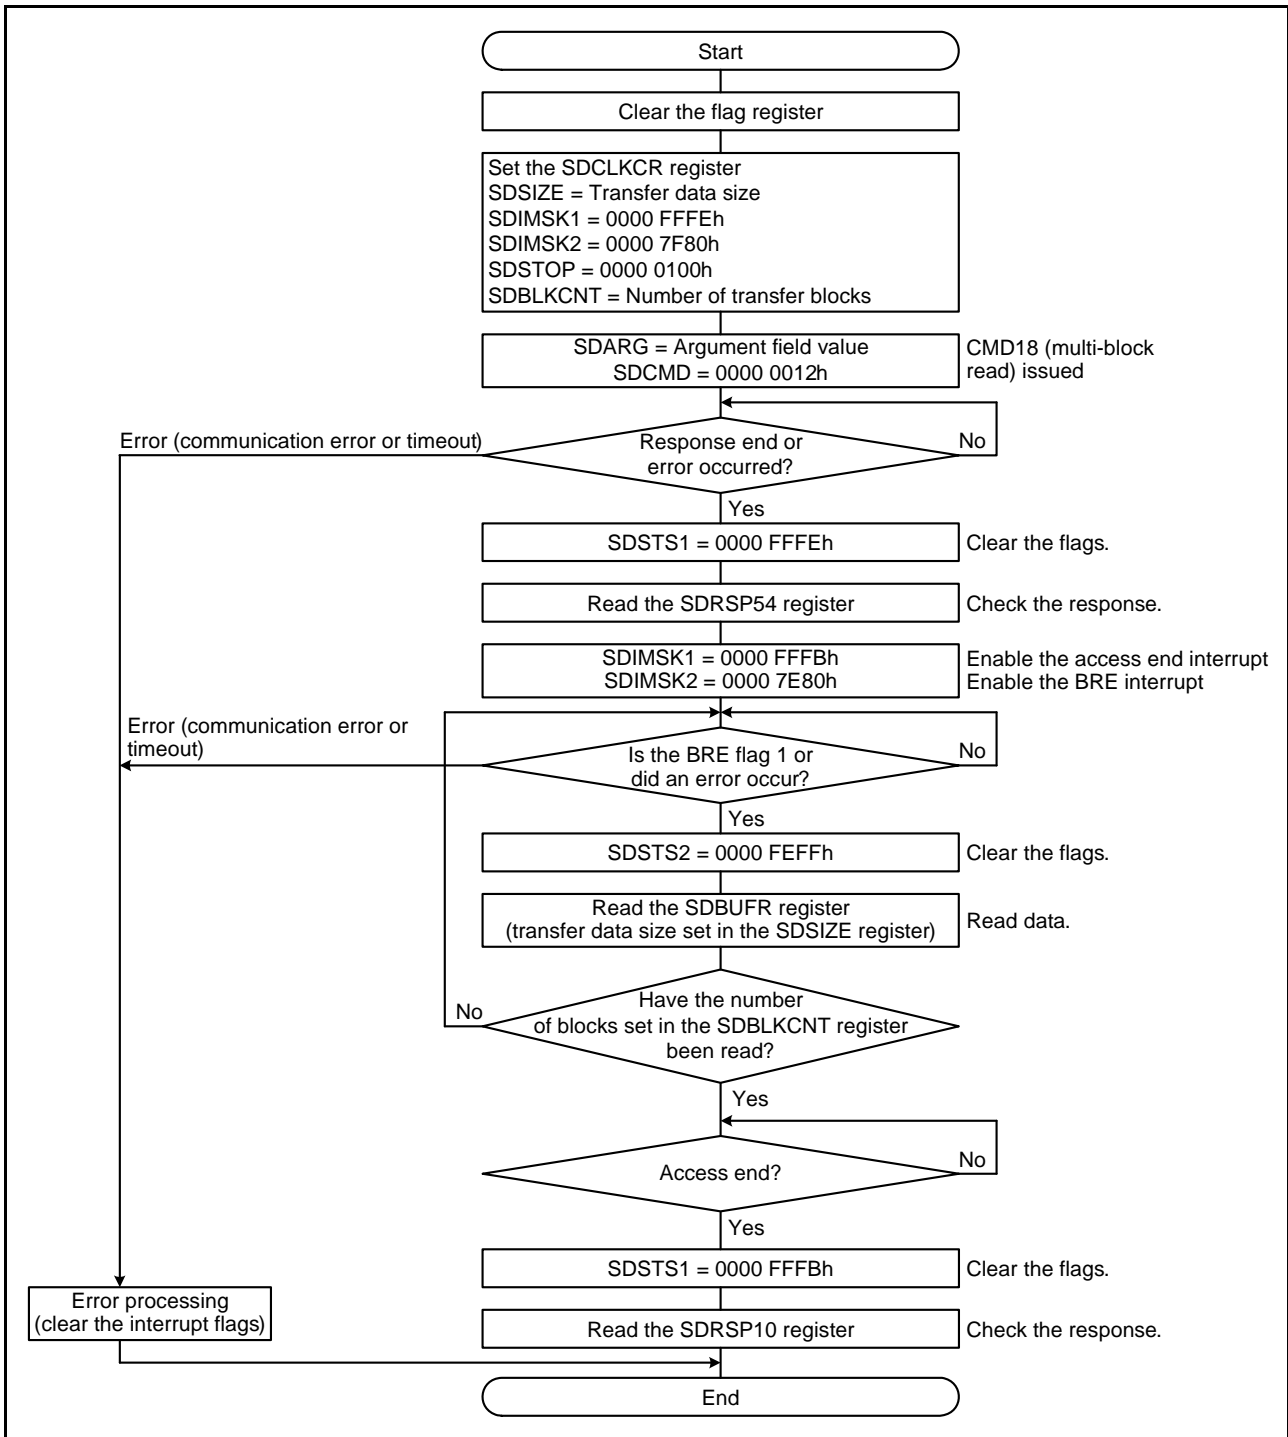 Start
Clear the flag register
Set the SDCLKCR register
SDSIZE = Transfer data size
SDIMSK1 = 0000 FFFEh
SDIMSK2 = 0000 7F80h
SDSTOP = 0000 0100h
SDBLKCNT = Number of transfer blocks
SDARG = Argument field value
SDCMD = 0000 0012h
CMD18 (multi-block
read) issued
Error (communication error or timeout)
Response end or
error occurred?
No
Yes
SDSTS1 = 0000 FFFEh
Clear the flags.
Read the SDRSP54 register
Check the response.
SDIMSK1 = 0000 FFFBh
SDIMSK2 = 0000 7E80h
Enable the access end interrupt
Enable the BRE interrupt
Error (communication error or
timeout)
Is the BRE flag 1 or
did an error occur?
No
Yes
SDSTS2 = 0000 FEFFh
Clear the flags.
Read the SDBUFR register
(transfer data size set in the SDSIZE register)
Read data.
Have the number
of blocks set in the SDBLKCNT register
been read?
No
Yes
Access end?
No
Yes
SDSTS1 = 0000 FFFBh
Clear the flags.
Error processing
(clear the interrupt flags)
Read the SDRSP10 register
Check the response.
End